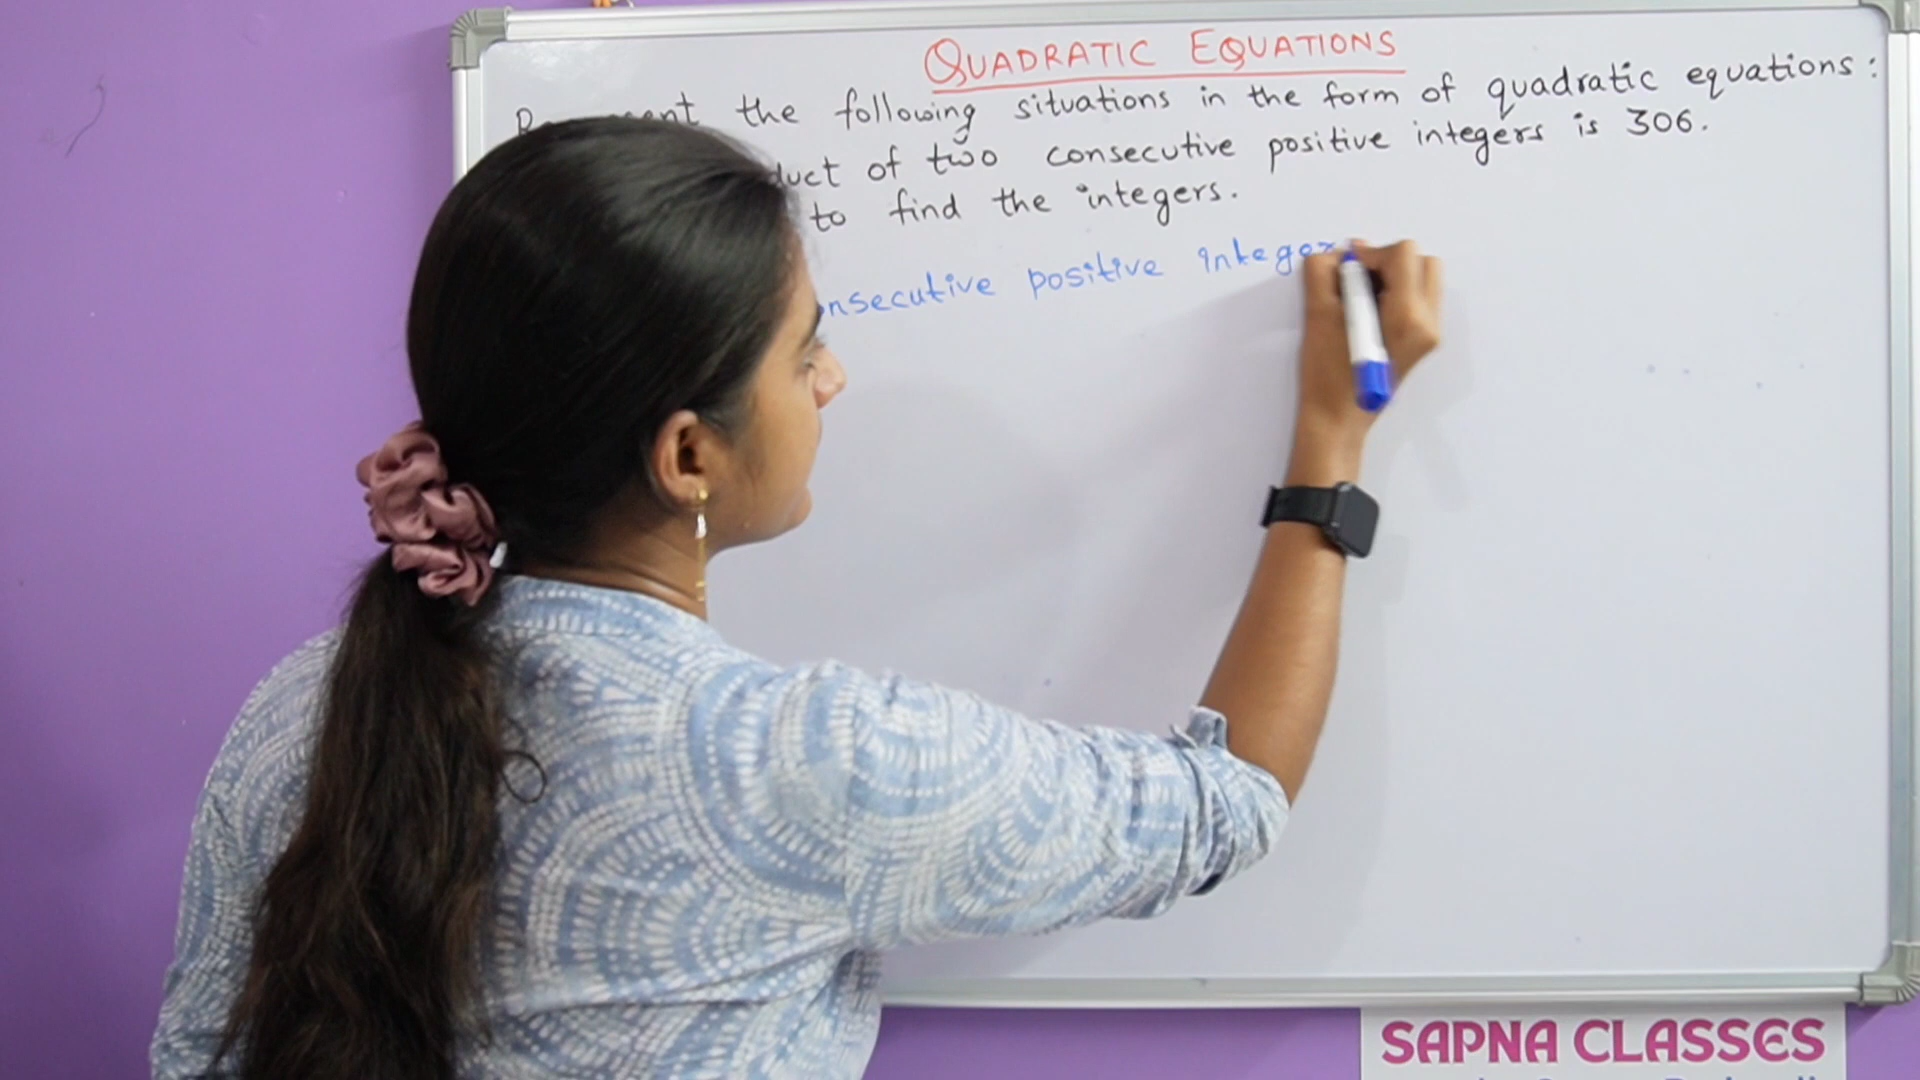 QUADRATIC EQUATIONS
the following situations in the form of quadratic equations:
of two consecutive positive integers is 306.
to find the integers.
positive integer
SAPNA CLASSES